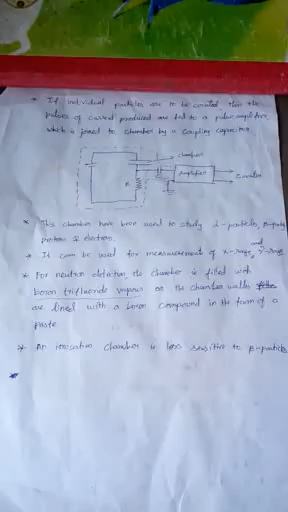 * If individual particles are to be counted, then the
pulses of current produced are fed to a pulse amplifier,
which is joined to chamber by a coupling capacitor.
chamber
R
Amplifier
Counter
* This chamber have been used to study α-particles, β-particles
protons & electrons,
* It can be used for measurement of x-rays and γ-rays
* For neutron detection, the chamber is filled with
boron trifluoride vapour or the chamber walls
are lined with a boron compound in the form of a
paste
* An ionisation chamber is less sensitive to β-particles
*